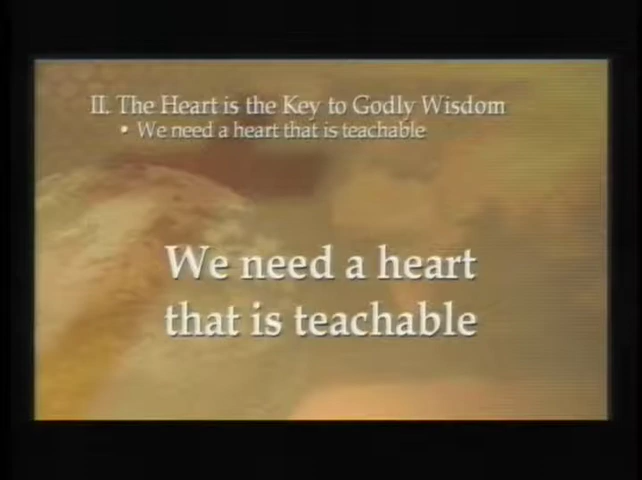 II. The Heart is the Key to Godly Wisdom
• We need a heart that is teachable
We need a heart
that is teachable